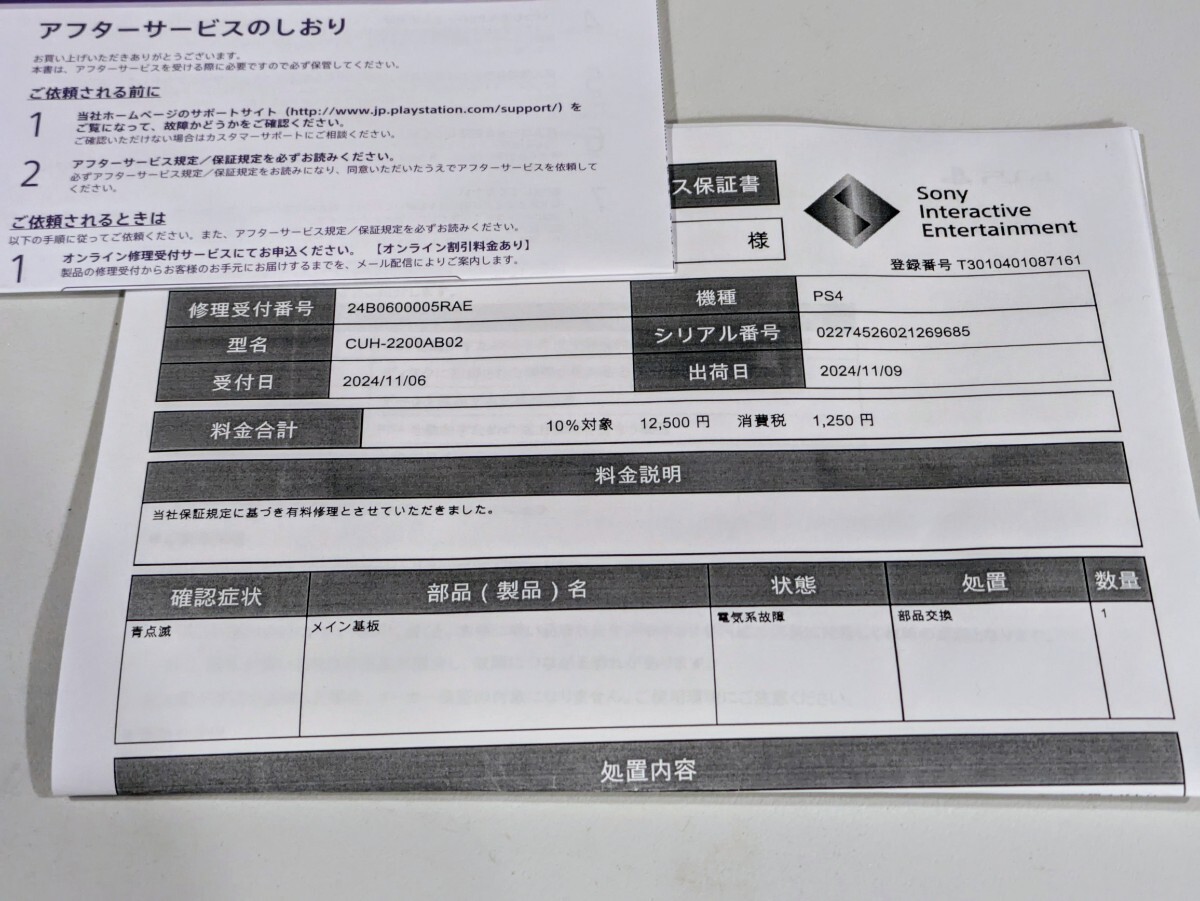 アフターサービスのしおり
お買い上げいただきありがとうございます。
本書は、アフターサービスを受ける際に必要ですので必ず保管してください。
ご依頼される前に
1 当社ホームページのサポートサイト（http://www.jp.playstation.com/support/）を
ご覧になって、故障かどうかをご確認ください。
ご確認いただけない場合はカスタマーサポートにご相談ください。
2 アフターサービス規定／保証規定を必ずお読みください。
必ずアフターサービス規定／保証規定をお読みになり、同意いただいたうえでアフターサービスを依頼して
ください。
ご依頼されるときは
以下の手順に従ってご依頼ください。また、アフターサービス規定／保証規定を必ずお読みください。
1 オンライン修理受付サービスにてお申込ください。【オンライン割引料金あり】
製品の修理受付からお客様のお手元にお届けするまでを、メール配信によりご案内します。
ス保証書
様
Sony
Interactive
Entertainment
登録番号 T3010401087161
修理受付番号 24B0600005RAE 機種 PS4
型名 CUH-2200AB02 シリアル番号 02274526021269685
受付日 2024/11/06 出荷日 2024/11/09
料金合計 10%対象 12,500 円 消費税 1,250 円
料金説明
当社保証規定に基づき有料修理とさせていただきました。
確認症状 部品(製品)名 状態 処置 数量
青点滅 メイン基板 電気系故障 部品交換 1
処置内容